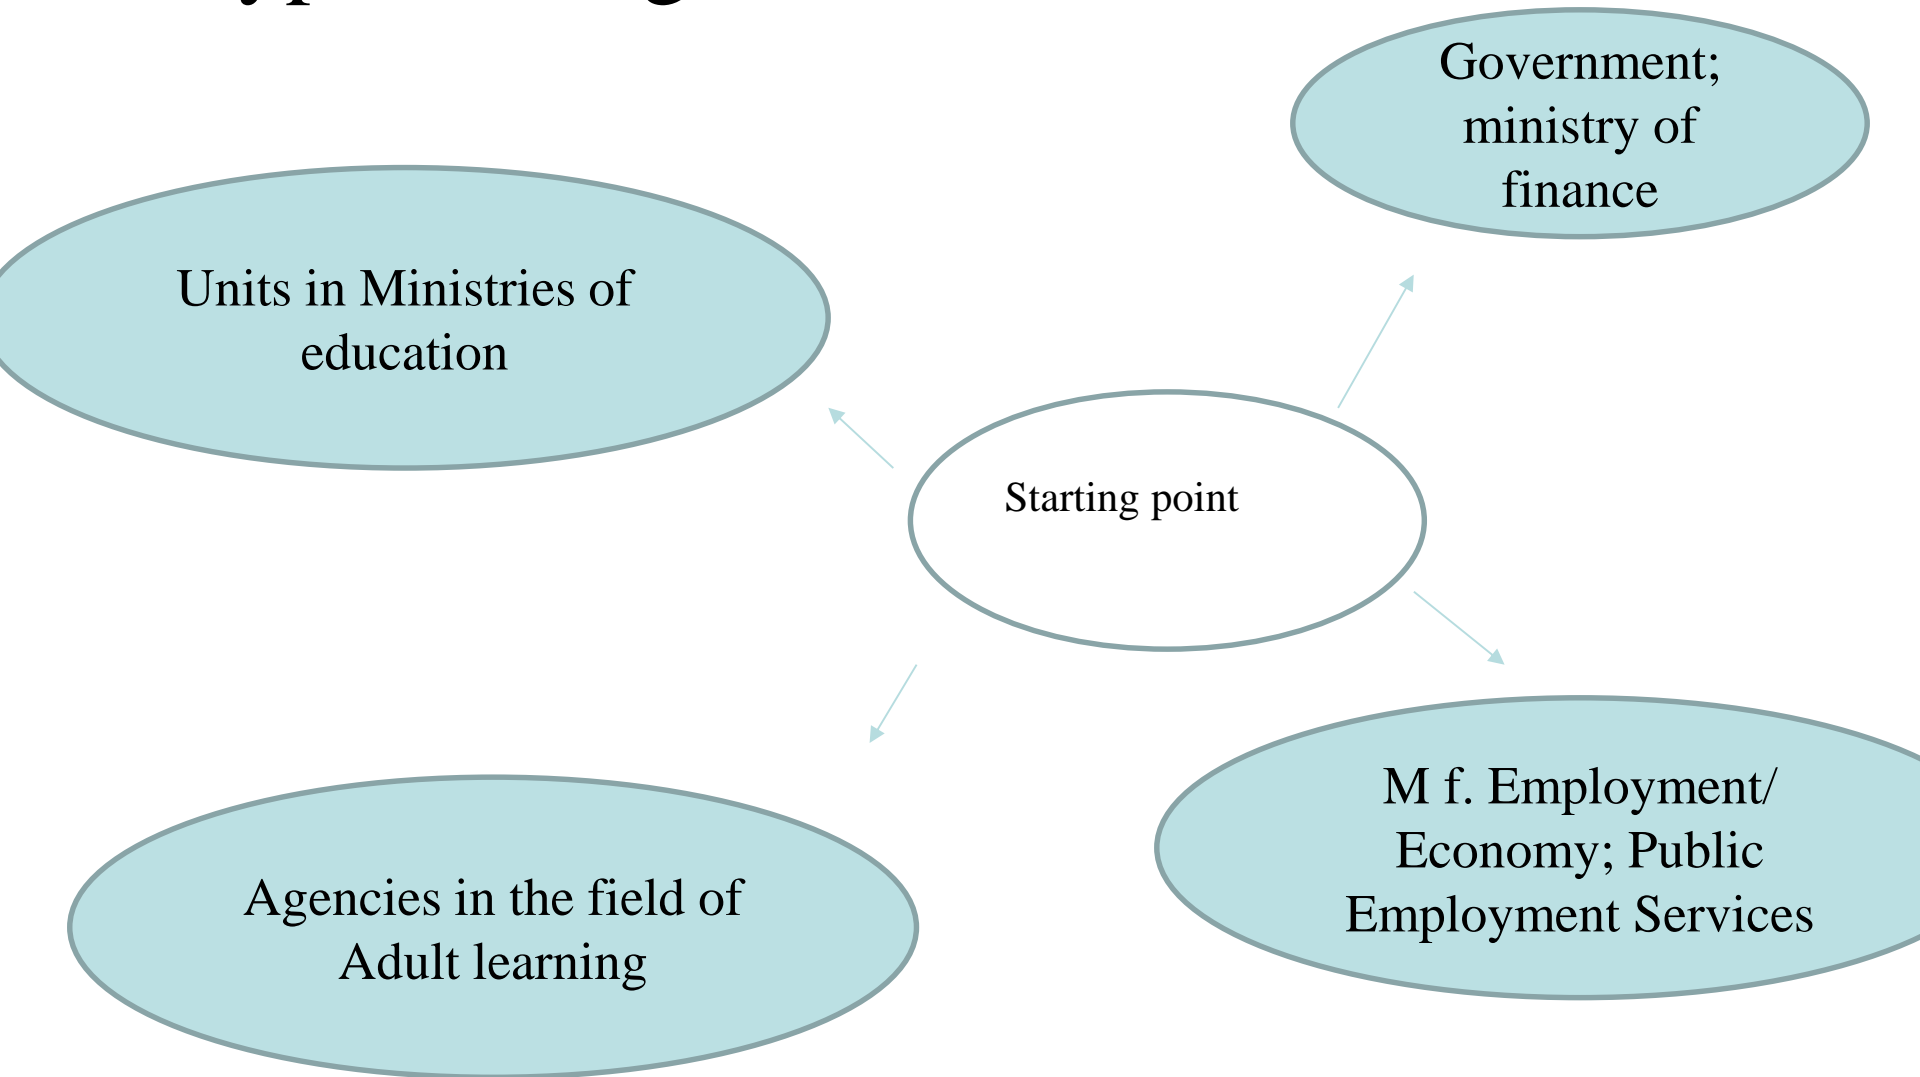 Government;
ministry of
finance
Units in Ministries of
education
Starting point
M f. Employment/
Economy; Public
Employment Services
Agencies in the field of
Adult learning